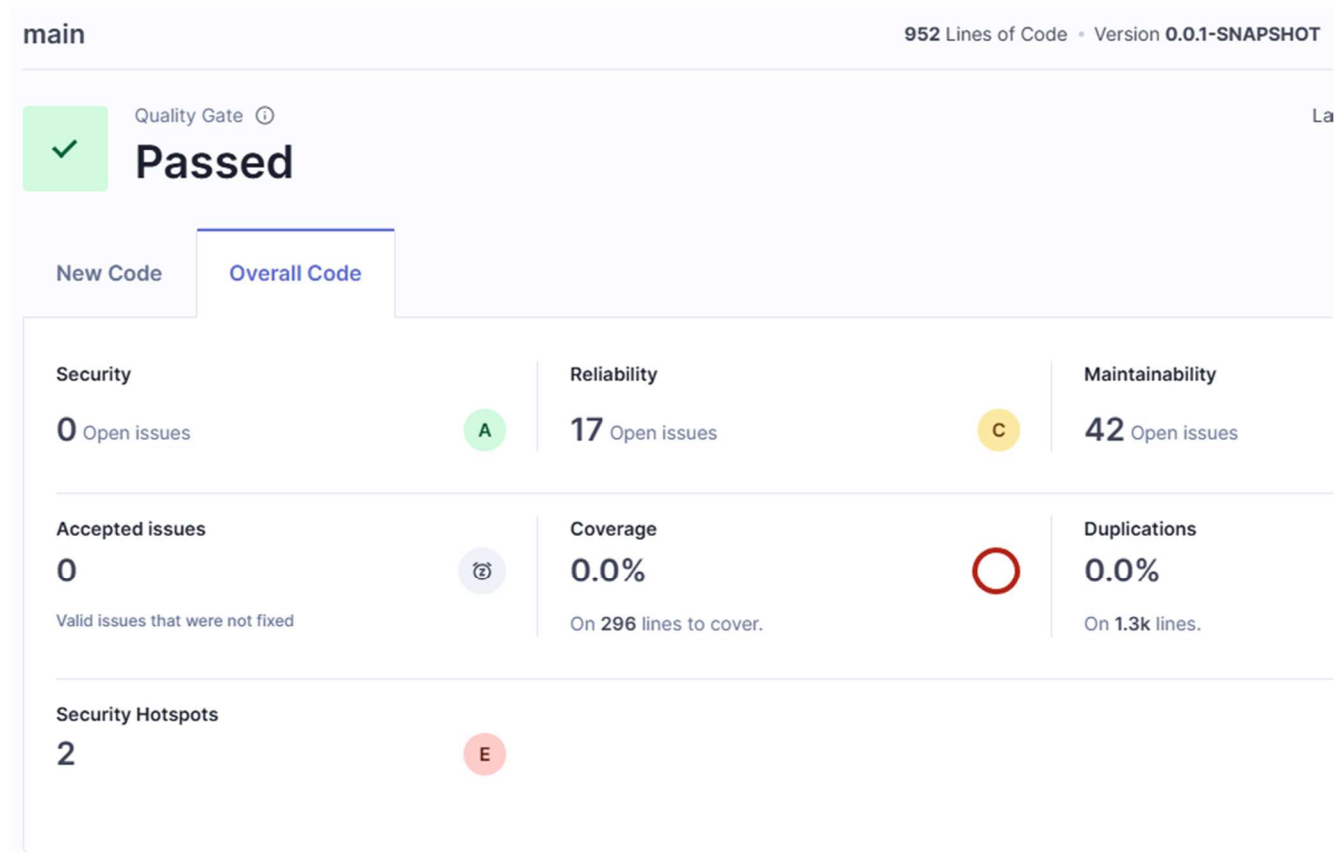 main
952 Lines of Code • Version 0.0.1-SNAPSHOT
Quality Gate
La
Passed
New Code
Overall Code
Security
0 Open issues
A
Reliability
17 Open issues
C
Maintainability
42 Open issues
Accepted issues
0
Valid issues that were not fixed
Coverage
0.0%
On 296 lines to cover.
Duplications
0.0%
On 1.3k lines.
Security Hotspots
2
E